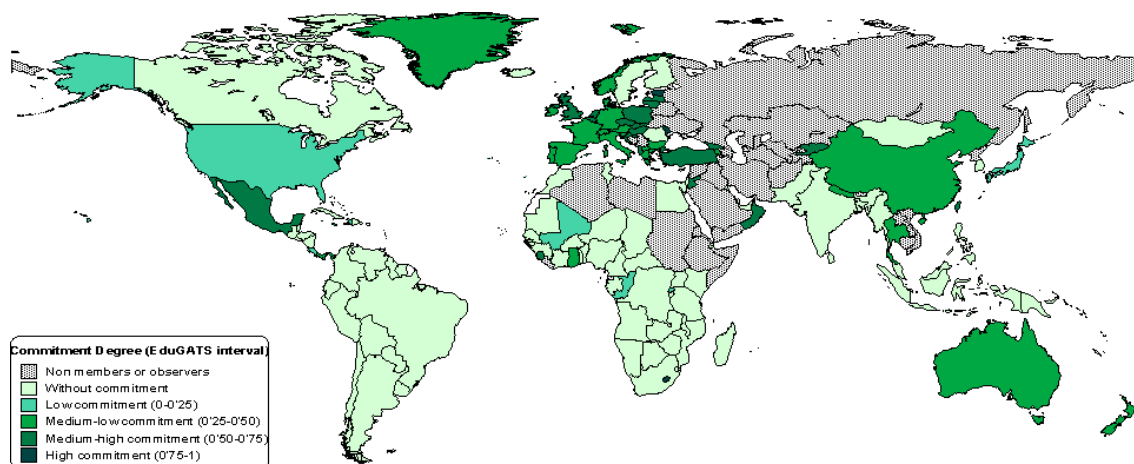 Commitment Degree (EduGATS interval)
Non members or observers
Without commitment
Low commitment (0-0'25)
Medium-low commitment (0'25-0'50)
Medium-high commitment (0'50-0'75)
High commitment (0'75-1)